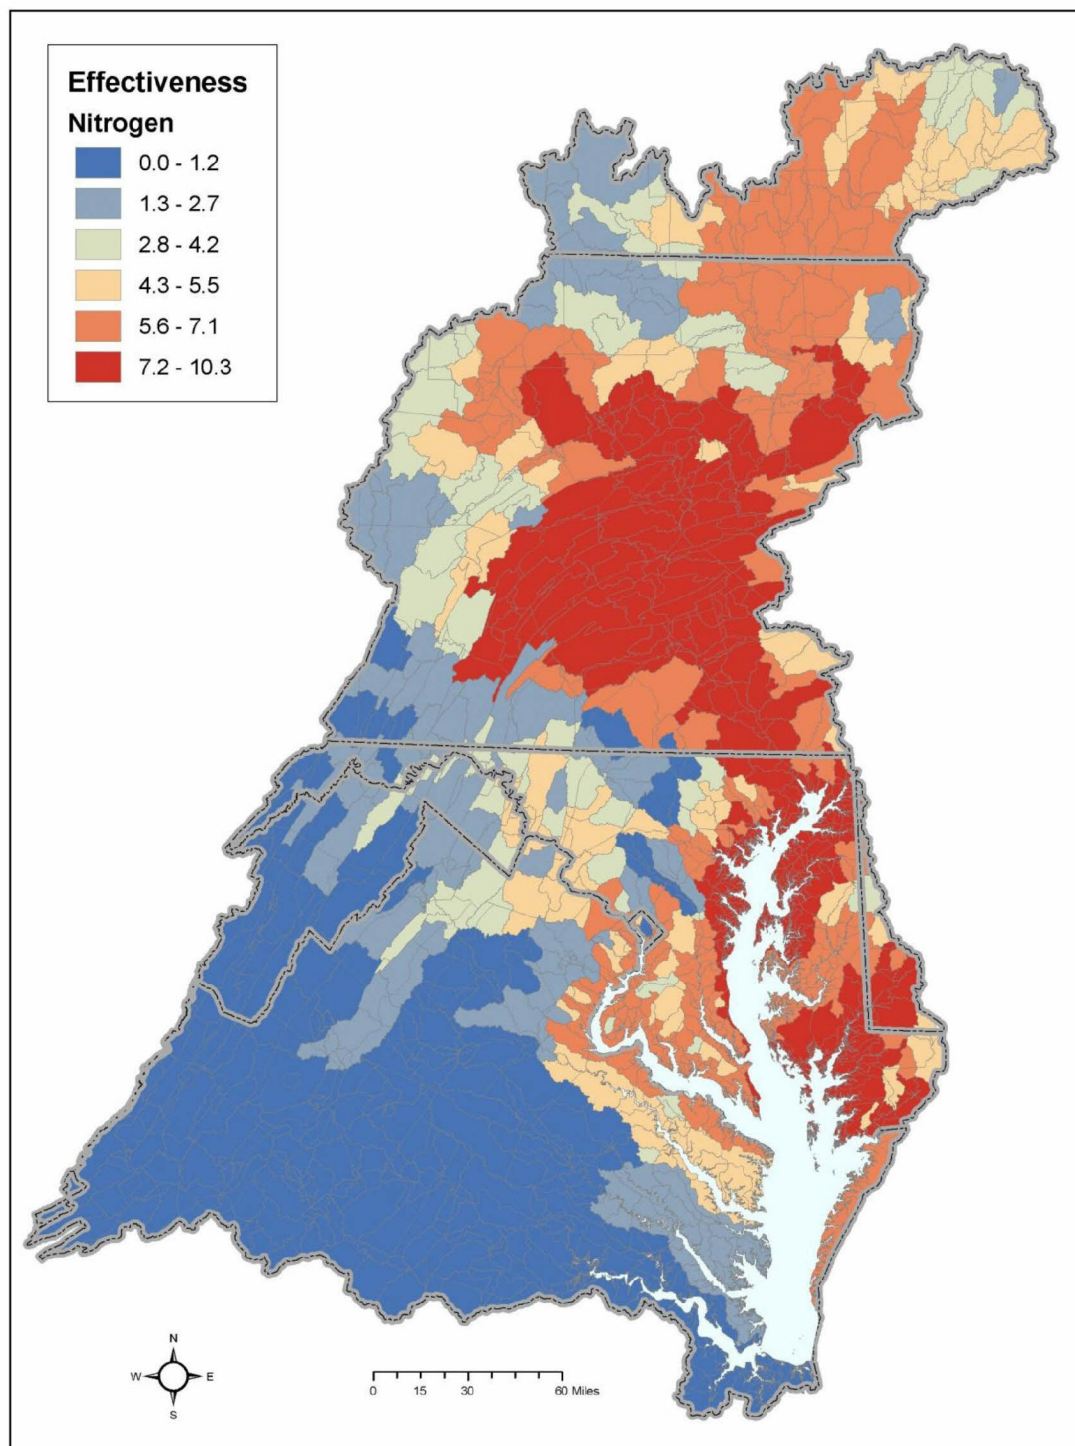 Effectiveness
Nitrogen
0.0 - 1.2
1.3 - 2.7
2.8 - 4.2
4.3 - 5.5
5.6 - 7.1
7.2 - 10.3
N
W E
S
0 15 30 60 Miles